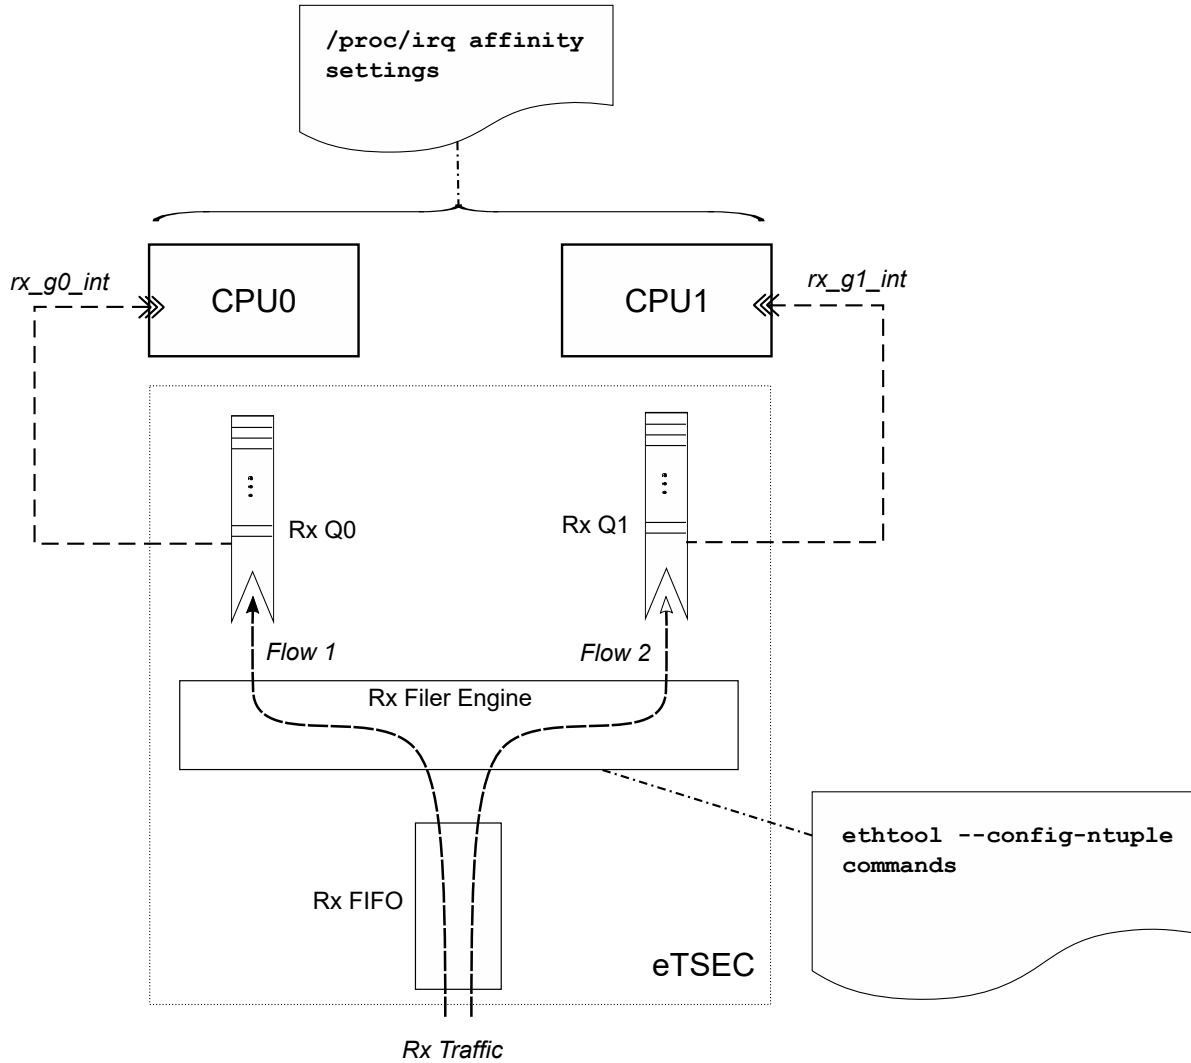 /proc/irq affinity
settings
rx_g0_int
rx_g1_int
CPU0
CPU1
Rx Q0
Rx Q1
Flow 1
Flow 2
Rx Filer Engine
ethtool --config-ntuple
commands
Rx FIFO
eTSEC
Rx Traffic